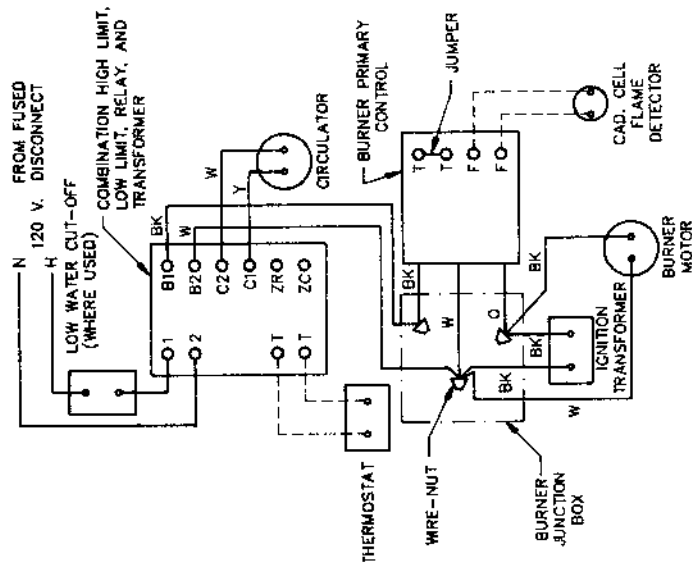 N
FROM FUSED
120 V. DISCONNECT
H
LOW WATER CUT-OFF
(WHERE USED)
COMBINATION HIGH LIMIT,
LOW LIMIT, RELAY, AND
TRANSFORMER
1
2
T
T
B1
B2
C2
C1
ZR
ZC
BK
W
W
Y
CIRCULATOR
THERMOSTAT
BURNER PRIMARY
CONTROL
T
T
F
F
JUMPER
CAD. CELL
FLAME
DETECTOR
BK
W
O
BK
BK
BK
W
WIRE-NUT
IGNITION
TRANSFORMER
BURNER
MOTOR
BURNER
JUNCTION
BOX